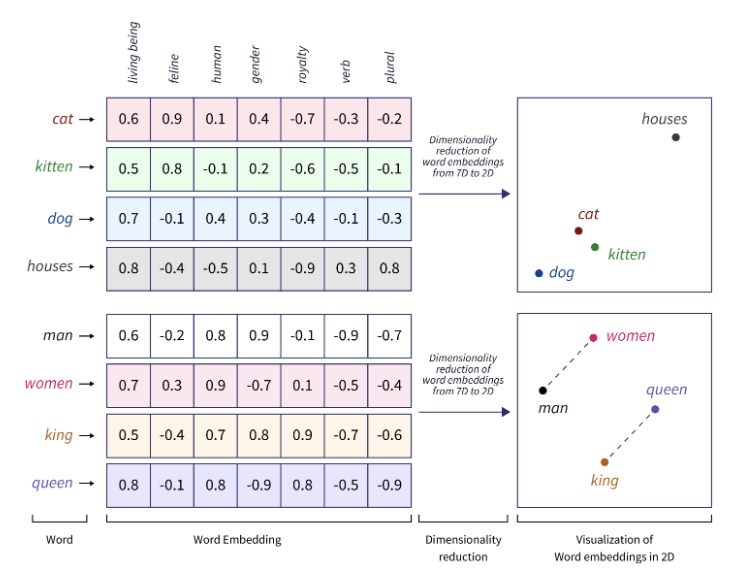 living being feline human gender royalty verb plural
cat → 0.6 0.9 0.1 0.4 -0.7 -0.3 -0.2
kitten → 0.5 0.8 -0.1 0.2 -0.6 -0.5 -0.1
dog → 0.7 -0.1 0.4 0.3 -0.4 -0.1 -0.3
houses → 0.8 -0.4 -0.5 0.1 -0.9 0.3 0.8
Dimensionality
reduction of
word embeddings
from 7D to 2D
houses
cat
kitten
dog
man → 0.6 -0.2 0.8 0.9 -0.1 -0.9 -0.7
women → 0.7 0.3 0.9 -0.7 0.1 -0.5 -0.4
king → 0.5 -0.4 0.7 0.8 0.9 -0.7 -0.6
queen → 0.8 -0.1 0.8 -0.9 0.8 -0.5 -0.9
Dimensionality
reduction of
word embeddings
from 7D to 2D
women
queen
man
king
Word
Word Embedding
Dimensionality
reduction
Visualization of
Word embeddings in 2D